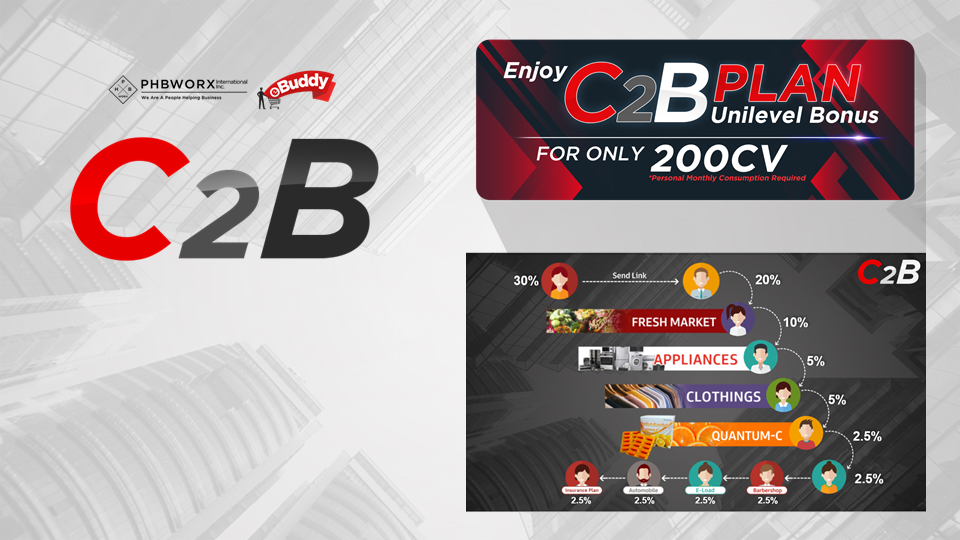 P
H B
WORX
PHBWORX International Inc.
We Are A People Helping Business
eBuddy
C2B
Enjoy C2B PLAN
Unilevel Bonus
FOR ONLY 200CV
*Personal Monthly Consumption Required
C2B
30% Send Link 20%
FRESH MARKET 10%
APPLIANCES 5%
CLOTHINGS 5%
QUANTUM-C 2.5%
2.5%
Insurance Plan Automobile E-Load Barbershop
2.5% 2.5% 2.5% 2.5%